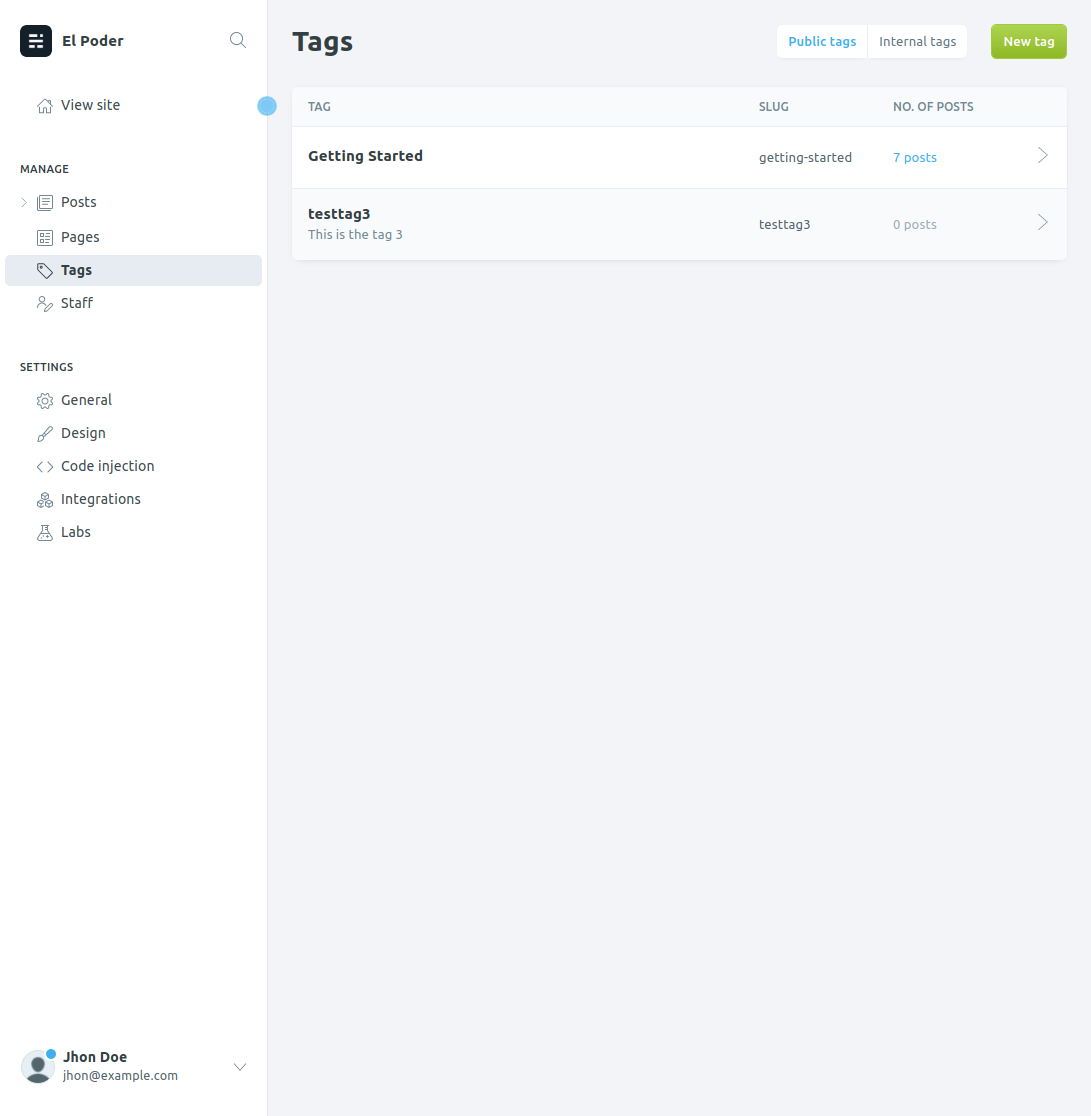 El Poder
View site
MANAGE
Posts
Pages
Tags
Staff
SETTINGS
General
Design
Code injection
Integrations
Labs
Jhon Doe
jhon@example.com
Tags
Public tags Internal tags New tag
TAG SLUG NO. OF POSTS
Getting Started getting-started 7 posts
testtag3 testtag3 0 posts
This is the tag 3